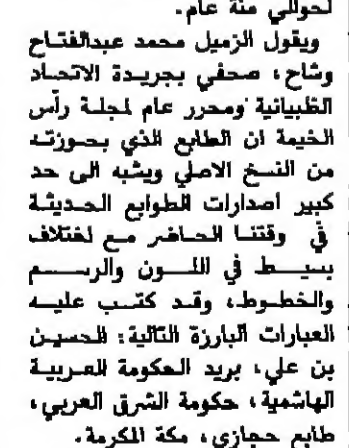 لحوالي مئة عام.
ويقول الزميل محمد عبدالفتاح
وشاح، صحفي بجريدة الاتحاد
الظبيانية ومحرر عام لمجلة رأس
الخيمة ان الطابع الذي بحوزته
من النسخ الاصلي ويشبه الى حد
كبير اصدارات الطوابع الحديثة
في وقتنا الحاضر مع اختلاف
بسيط في اللون والرسم
والخطوط، وقد كتب عليه
العبارات البارزة التالية: الحسين
بن علي، بريد الحكومة العربية
الهاشمية، حكومة الشرق العربي،
طابع حجازي، مكة المكرمة.